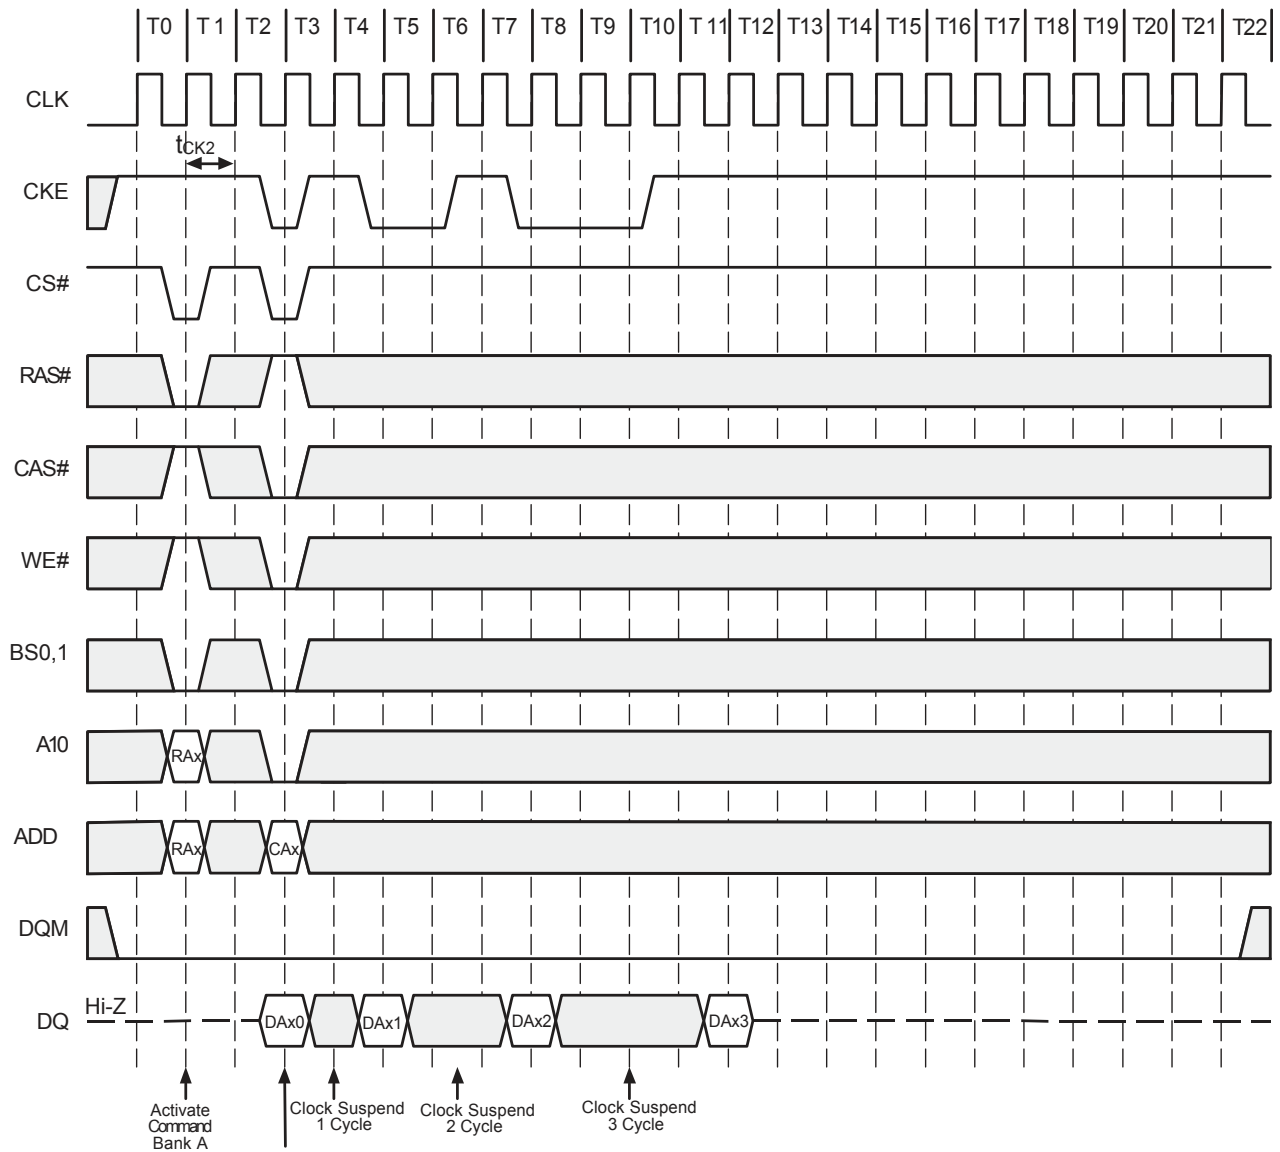 T0 T 1 T2 T3 T4 T5 T6 T7 T8 T9 T10 T 11 T12 T13 T14 T15 T16 T17 T18 T19 T20 T21 T22
CLK
tCK2
CKE
CS#
RAS#
CAS#
WE#
BS0,1
A10 RAx
ADD RAx CAx
DQM
Hi-Z
DQ DAx0 DAx1 DAx2 DAx3
Activate
Command
Bank A
Clock Suspend
1 Cycle
Clock Suspend
2 Cycle
Clock Suspend
3 Cycle